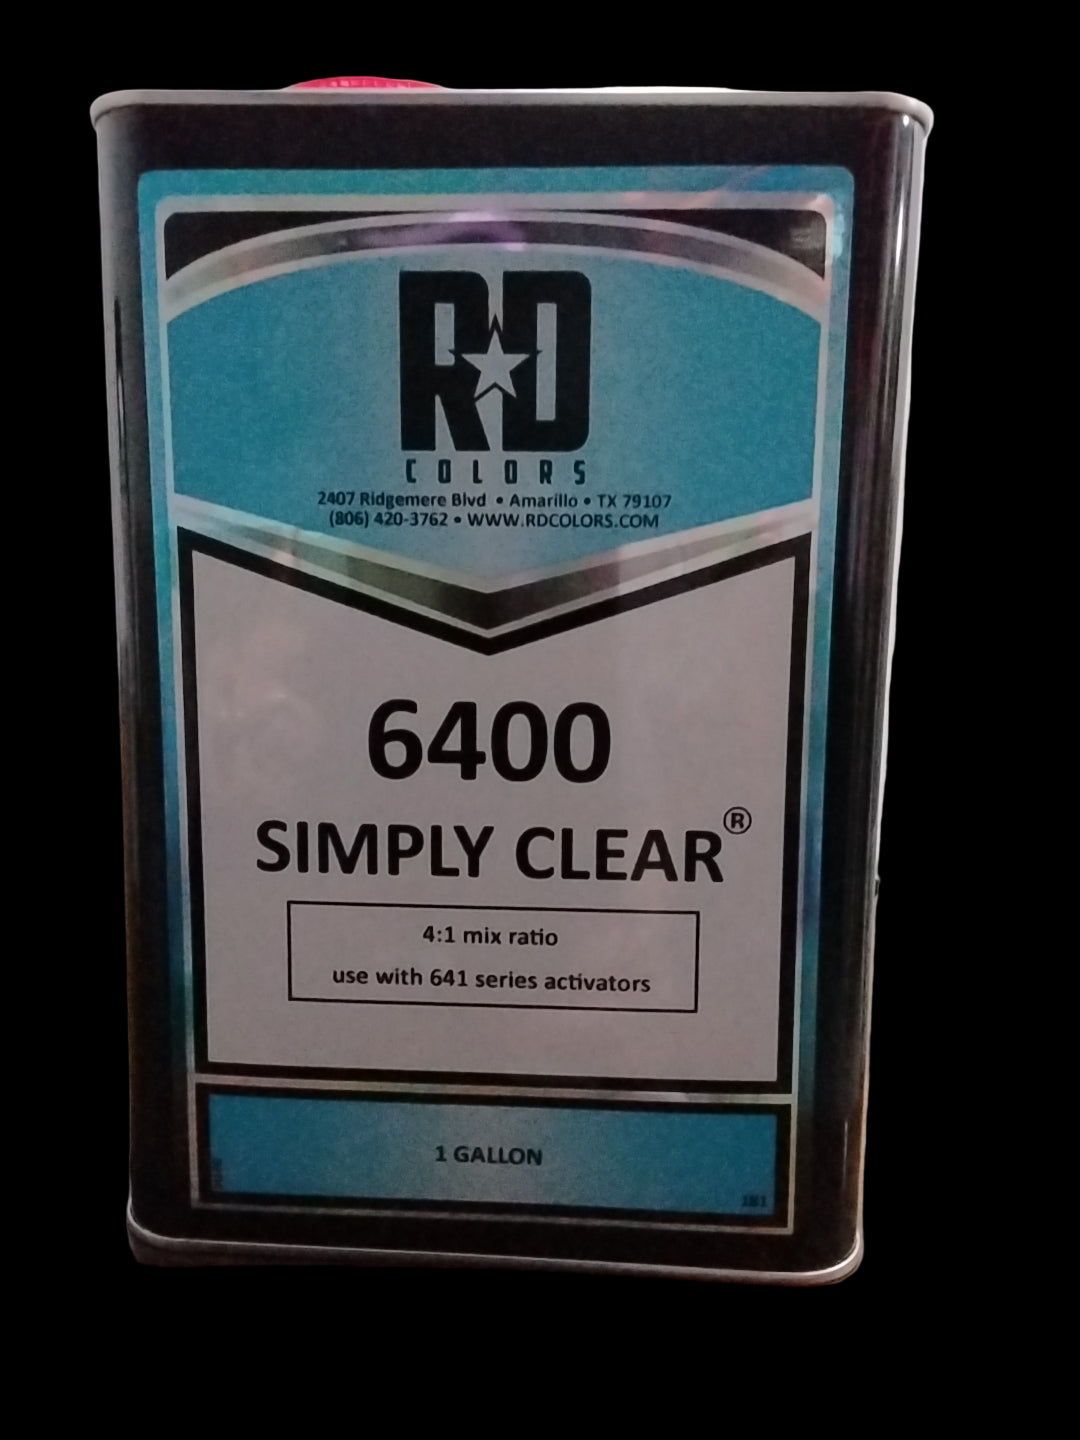 RD
COLORS
2407 Ridgemere Blvd • Amarillo • TX 79107
(806) 420-3762 • WWW.RDCOLORS.COM
6400
SIMPLY CLEAR®
4:1 mix ratio
use with 641 series activators
1 GALLON
181